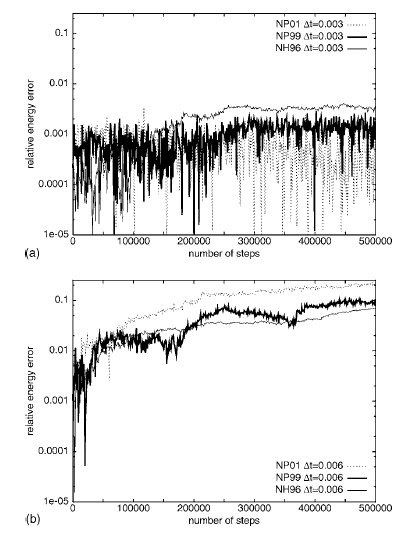 NP01 Δt=0.003
NP99 Δt=0.003
NH96 Δt=0.003
0.1
0.01
0.001
0.0001
1e-05
relative energy error
0 100000 200000 300000 400000 500000
number of steps
(a)
0.1
0.01
0.001
0.0001
1e-05
relative energy error
NP01 Δt=0.006
NP99 Δt=0.006
NH96 Δt=0.006
0 100000 200000 300000 400000 500000
number of steps
(b)